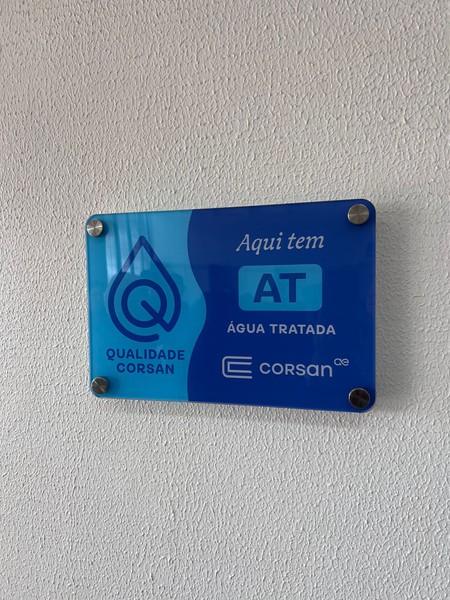 Q
QUALIDADE
CORSAN
Aqui tem
AT
ÁGUA TRATADA
CORSan ae